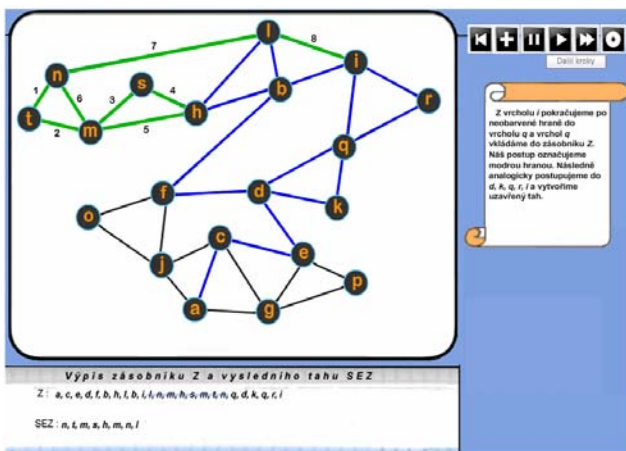 7
8
l
n
s
i
1
6
3
4
b
r
t
2
m
5
h
q
f
d
k
o
c
j
e
p
a
g
Další kroky
Z vrcholu i pokračujeme po
neobarvené hraně do
vrcholu q a vrchol q
vkládáme do zásobníku Z.
Náš postup označujeme
modrou hranou. Následně
analogicky postupujeme do
d, k, q, r, i a vytvoříme
uzavřený tah.
Výpis zásobníku Z a vysledního tahu SEZ
Z : a, c, e, d, f, b, h, l, b, i, l, n, m, h, s, m, t, n, q, d, k, q, r, i
SEZ : n, t, m, s, h, m, n, l